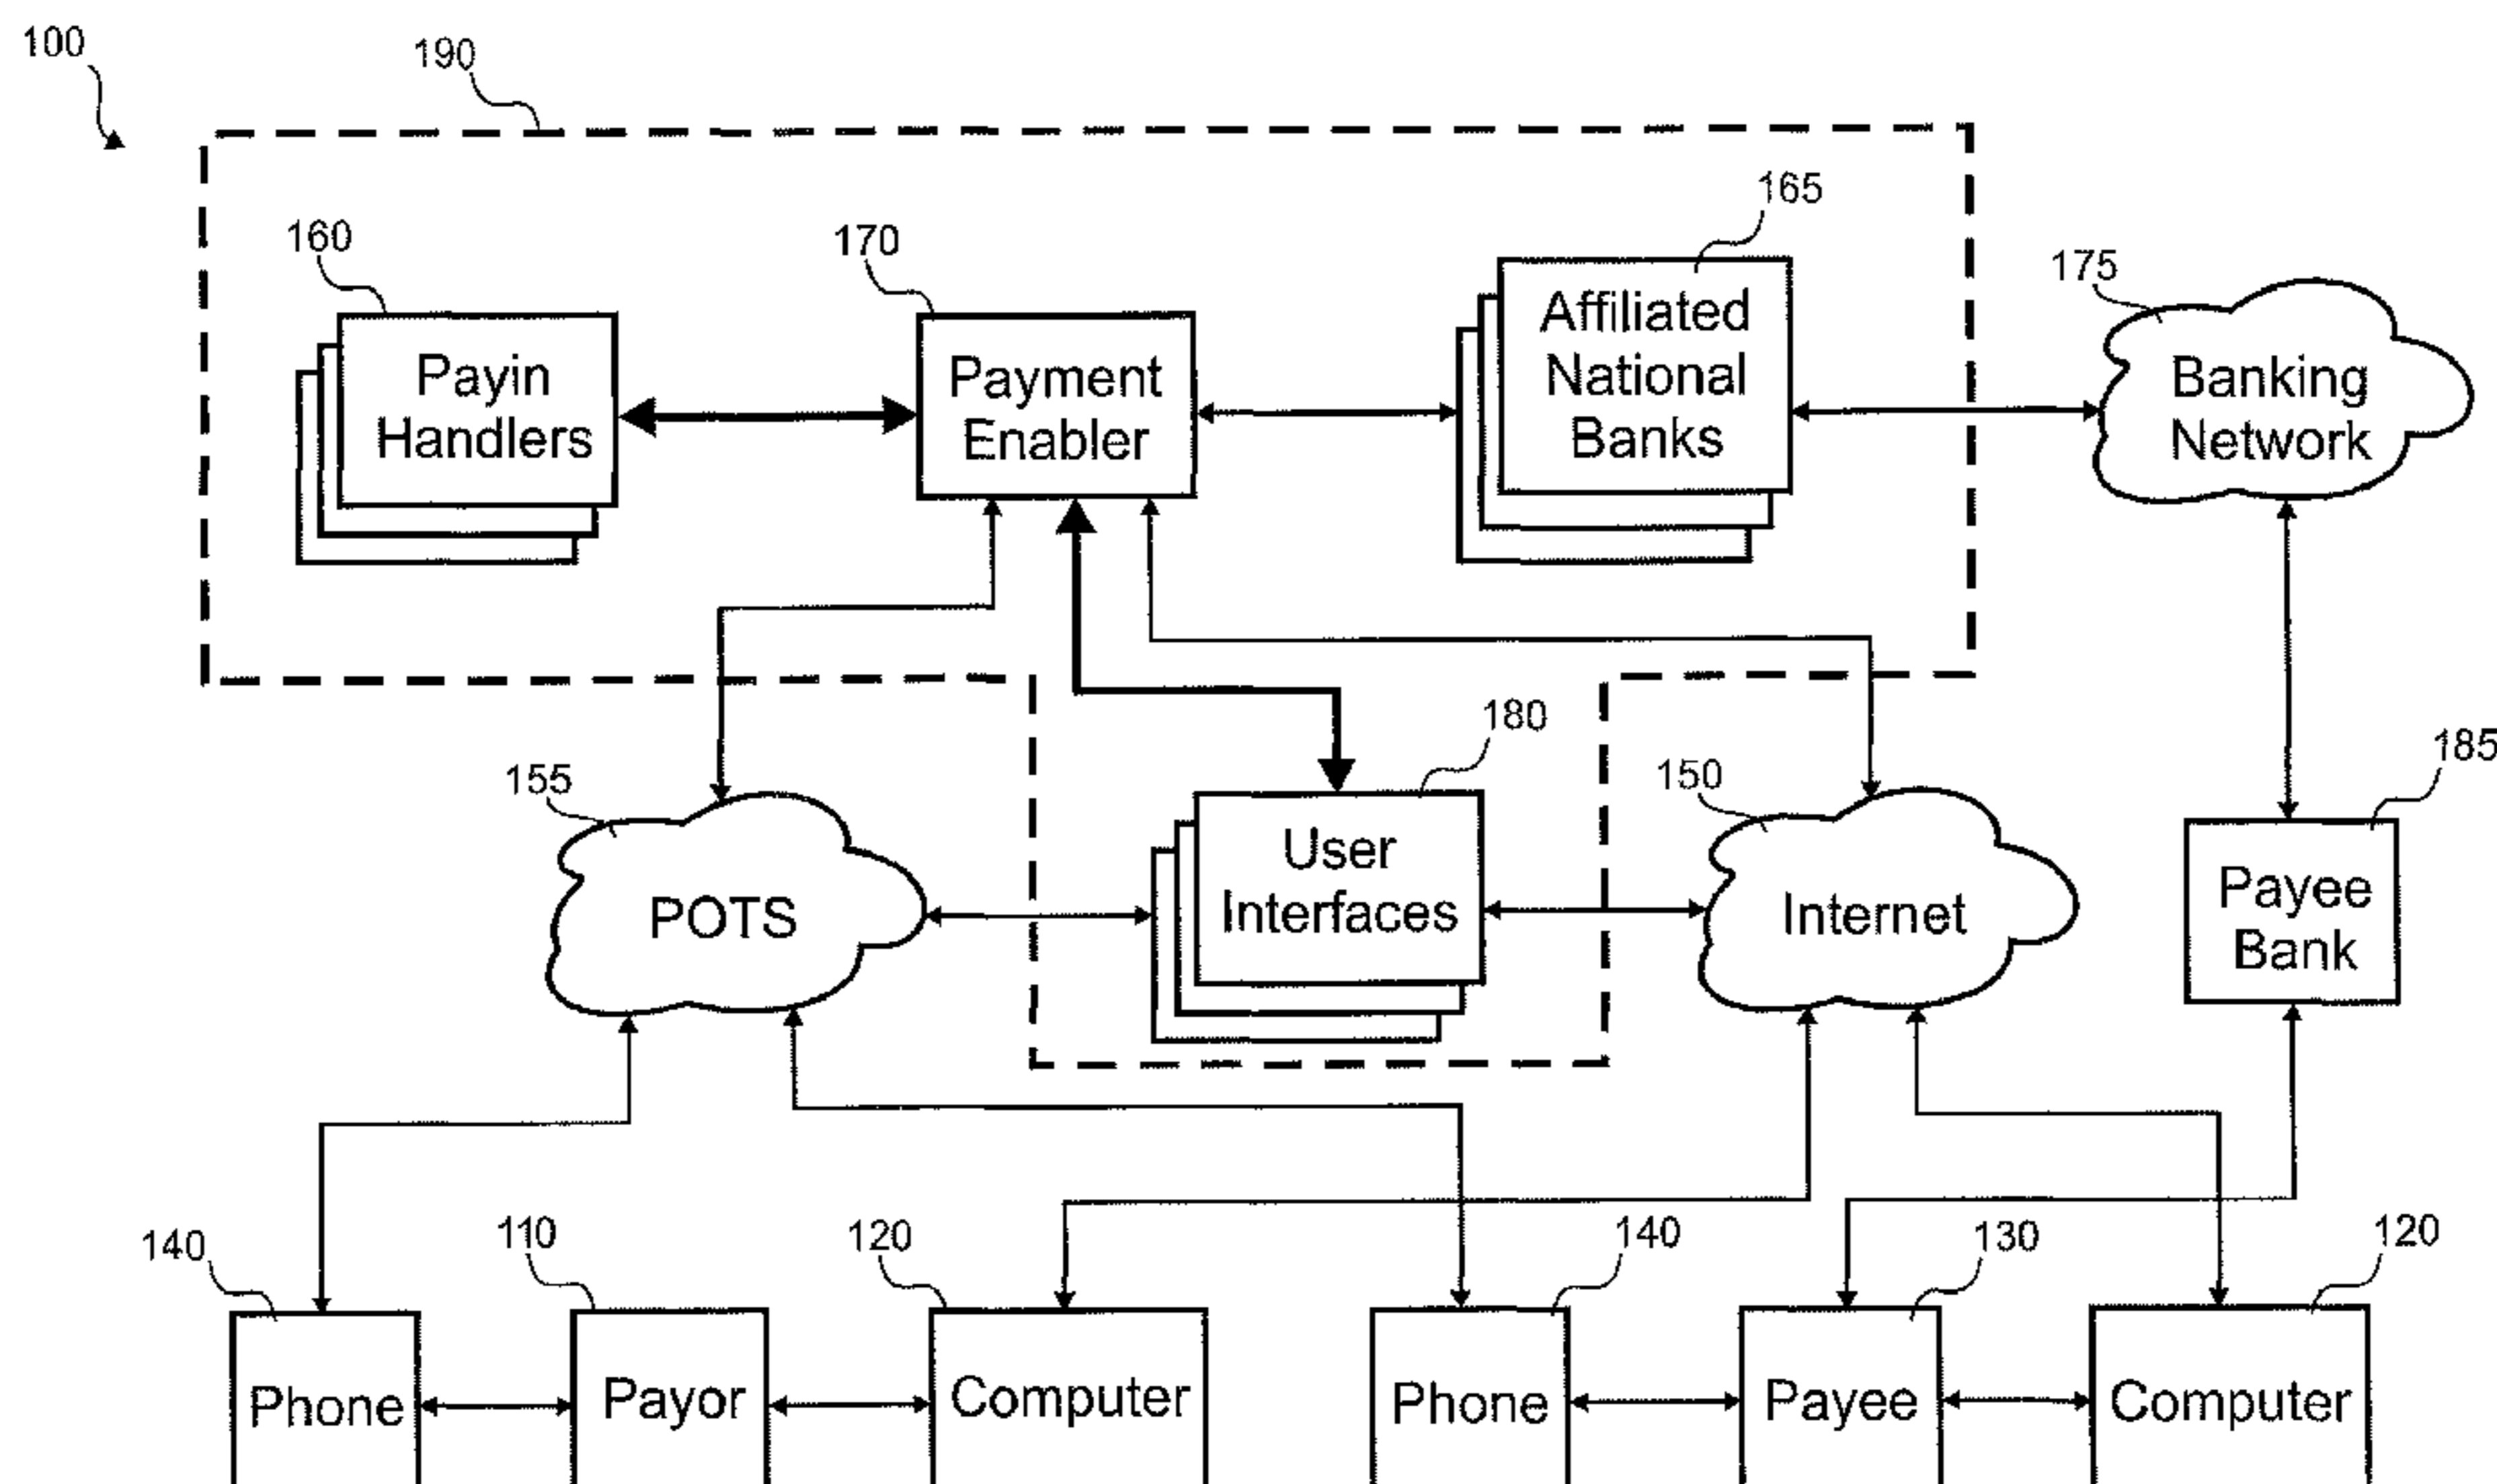 100
190
165
160
170
175
Affiliated
National
Banks
Payin
Handlers
Payment
Enabler
Banking
Network
180
185
155
150
User
Interfaces
POTS
Internet
Payee
Bank
140
110
120
140
130
120
Phone
Payor
Computer
Phone
Payee
Computer